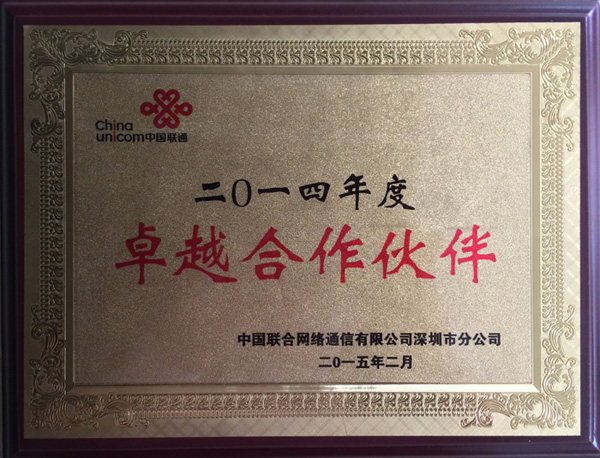 China
unicom中国联通
二0一四年度
卓越合作伙伴
中国联合网络通信有限公司深圳市分公司
二0一五年二月